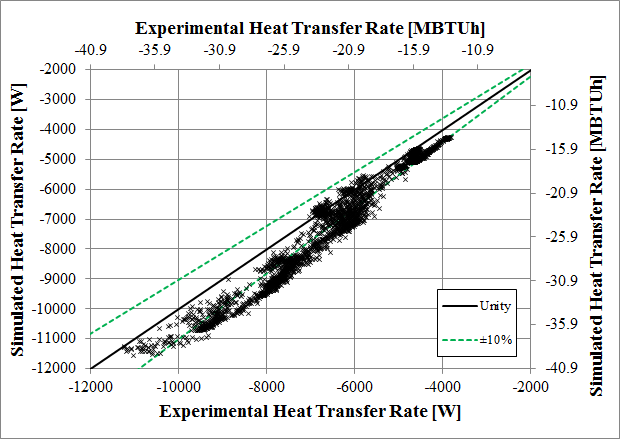 Experimental Heat Transfer Rate [MBTUh]
-40.9 -35.9 -30.9 -25.9 -20.9 -15.9 -10.9
Simulated Heat Transfer Rate [W]
-2000
-3000
-4000
-5000
-6000
-7000
-8000
-9000
-10000
-11000
-12000
-10.9
-15.9
-20.9
-25.9
-30.9
-35.9
-40.9
Simulated Heat Transfer Rate [MBTUh]
Unity
±10%
-12000 -10000 -8000 -6000 -4000 -2000
Experimental Heat Transfer Rate [W]